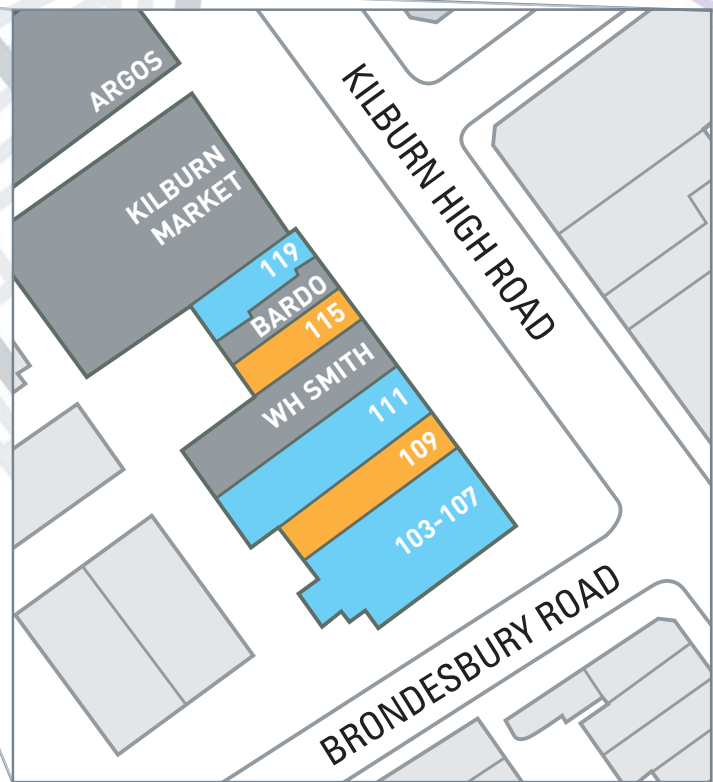 ARGOS
KILBURN
MARKET
KILBURN HIGH ROAD
119
BARDO
115
WH SMITH
111
109
103-107
BRONDESBURY ROAD